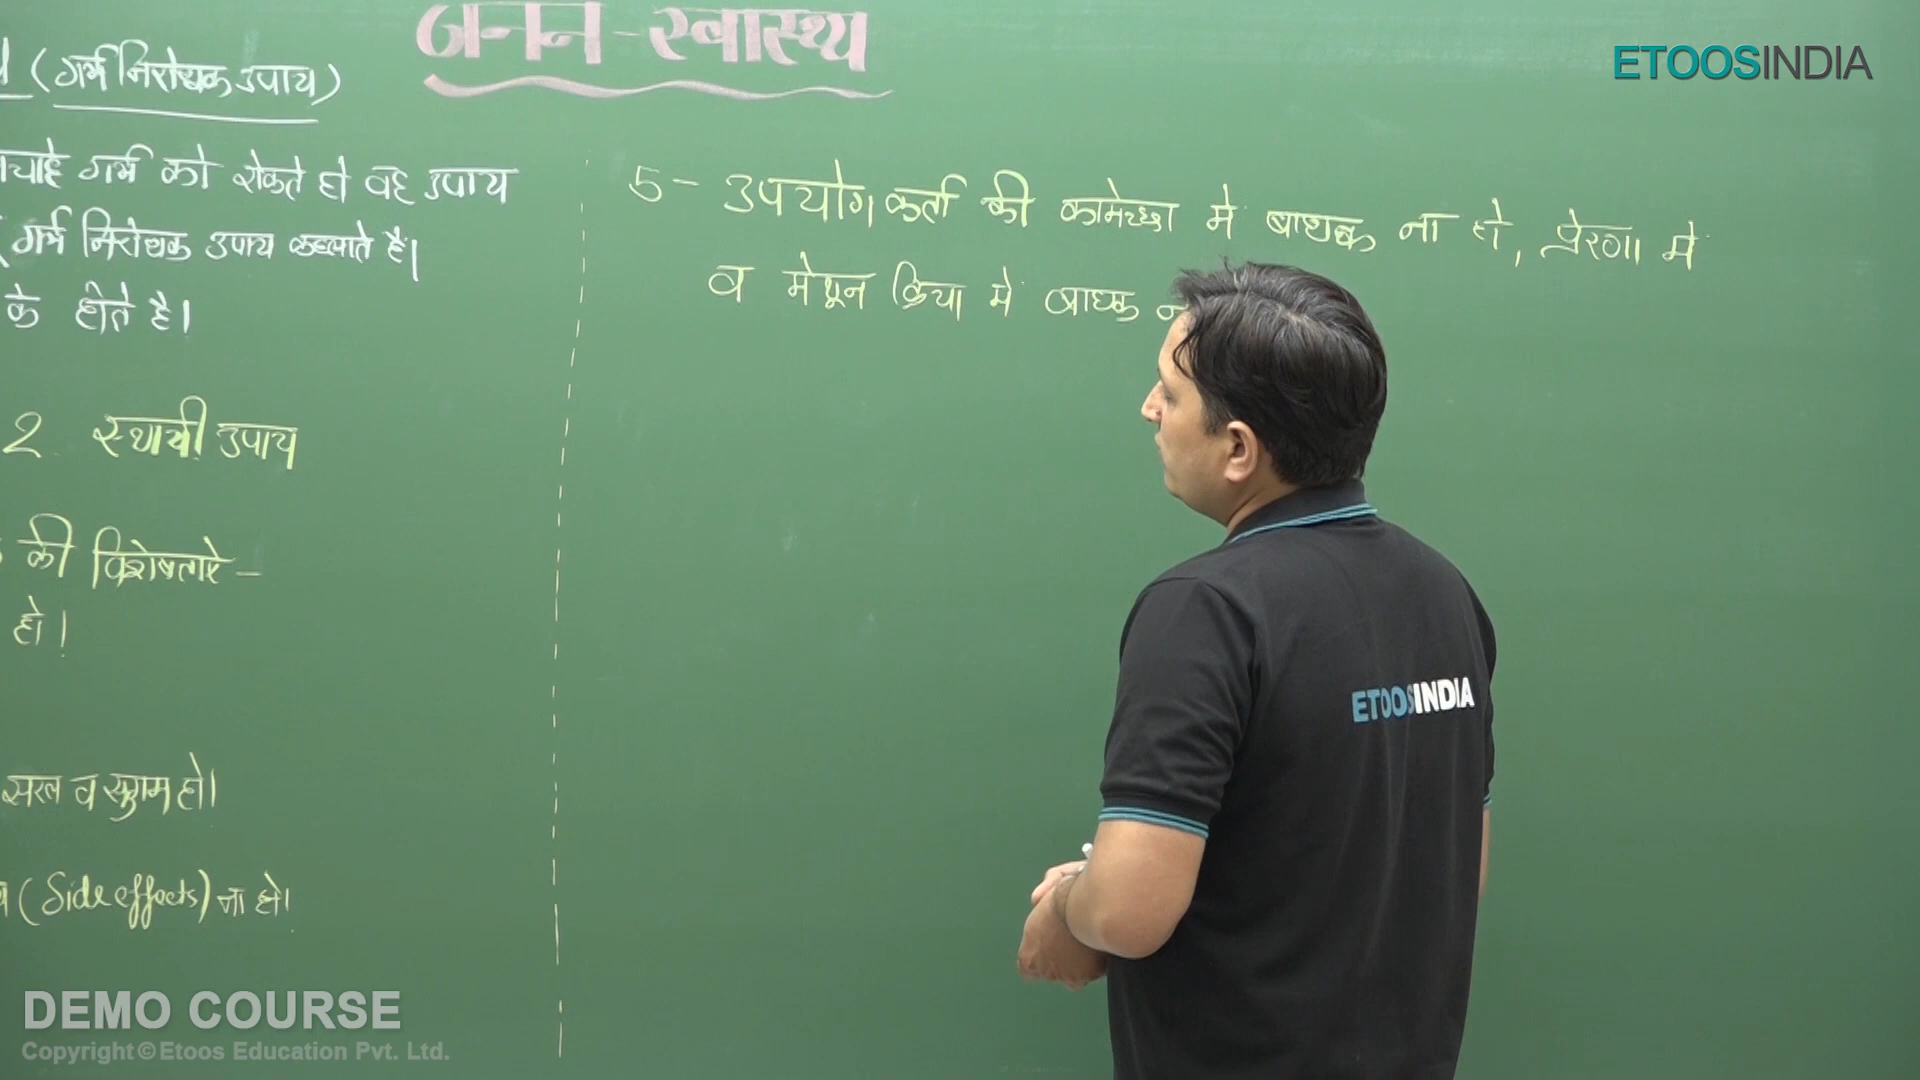 जनन-स्वास्थ्य
ETOOSINDIA
(गर्भ निरोधक उपाय)
गर्भ को रोकते हो वह उपाय
गर्भ निरोधक उपाय कहलाते है।
के होते है।
2. स्थायी उपाय
की विशेषताऐ -
हो।
सरल व सुगम हो।
(Side effects) ना हो।
5- उपयोगकर्ता की कामेच्छा मे बाधक ना हो, प्रेरणा मे
व मेथून क्रिया मे बाधक
ETOOSINDIA
DEMO COURSE
Copyright © Etoos Education Pvt. Ltd.